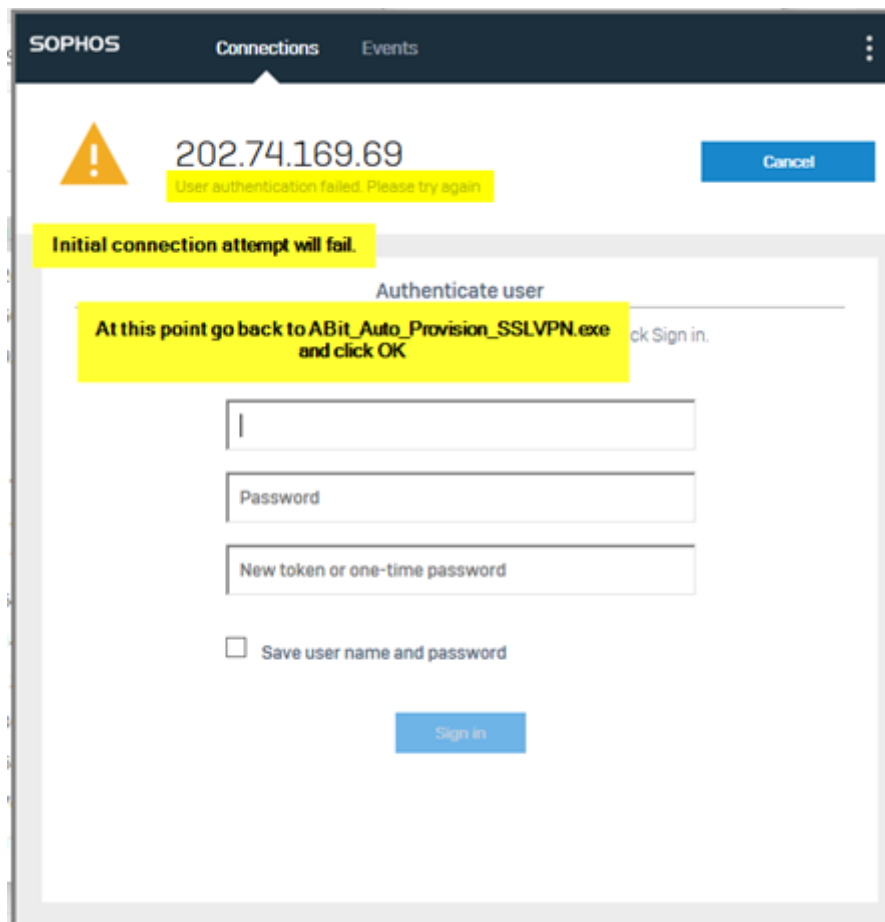 SOPHOS Connections Events
202.74.169.69
Cancel
User authentication failed. Please try again
Initial connection attempt will fail.
Authenticate user
At this point go back to ABit_Auto_Provision_SSLVPN.exe
and click OK
ck Sign in.
Password
New token or one-time password
Save user name and password
Sign in